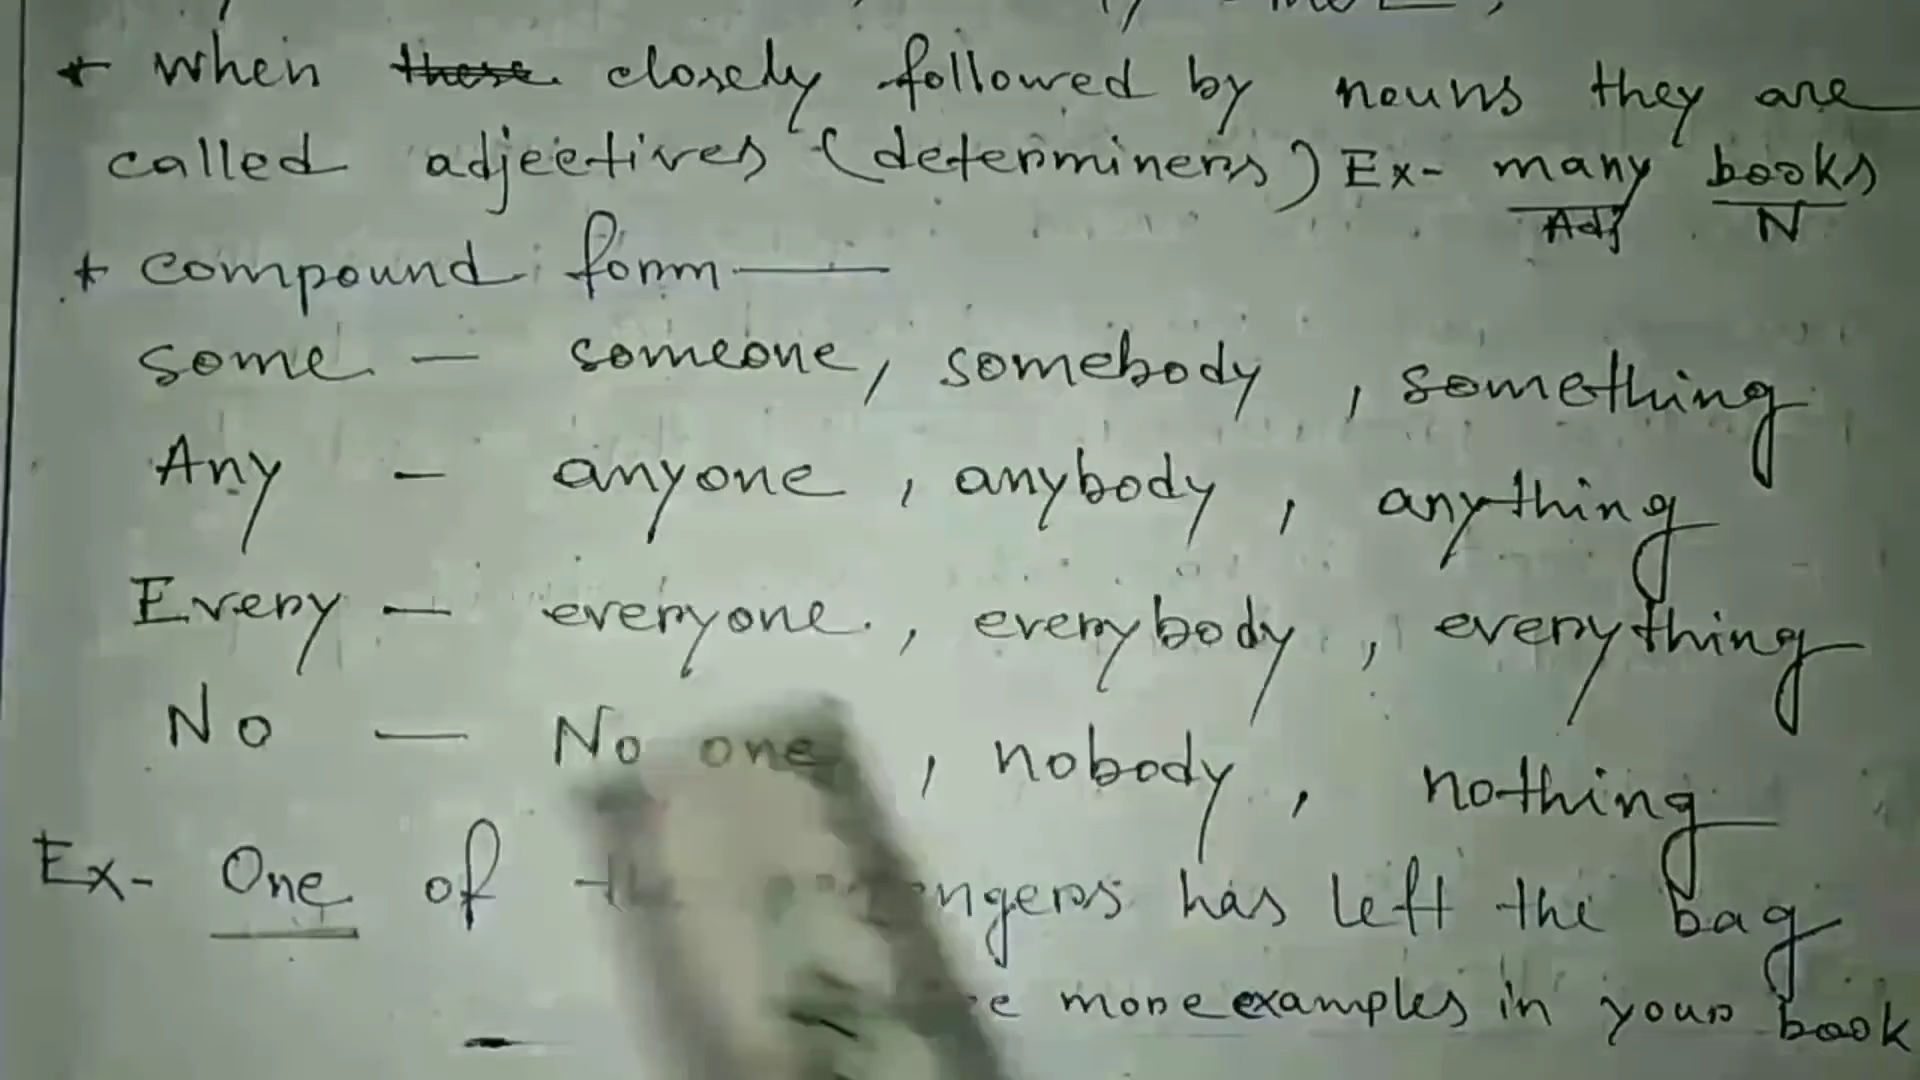 + when closely followed by nouns they are
called adjectives (determiners) Ex- many books
Adj N
+ compound form —
some — someone, somebody, something
Any — anyone, anybody, anything
Every — everyone, everybody, everything
No — No one, nobody, nothing
Ex- One of has left the bag
more examples in your book